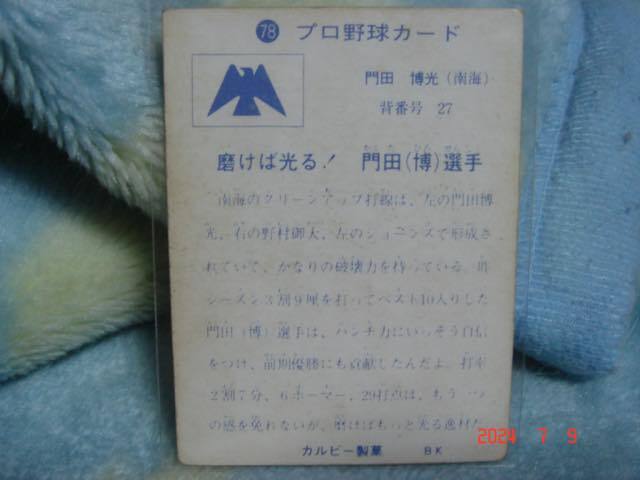 78 プロ野球カード
門田 博光(南海)
背番号 27
磨けば光る! 門田(博)選手
南海のクリーンアップ打線は、左の門田博
光、右の野村御大、左のジョーンズで形成さ
れていて、かなりの破壊力を持っている。前
シーズン3割9厘を打ってベスト10入りした
門田(博)選手は、パンチ力にいっそう自信
をつけ、前期優勝にも貢献したんだよ。打率
2割7分、6ホーマー、29打点は、もう一つ
の感を免れないが、磨けばもっと光る逸材だ
カルビー製菓 BK
2024 7 9